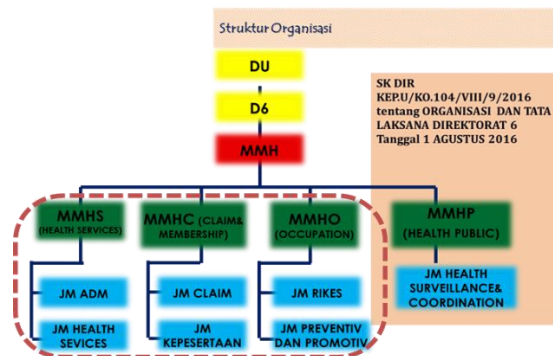 Struktur Organisasi
DU
D6
MMH
SK DIR
KEP.U/KO.104/VIII/9/2016
tentang ORGANISASI DAN TATA
LAKSANA DIREKTORAT 6
Tanggal 1 AGUSTUS 2016
MMHS
(HEALTH SERVICES)
MMHC (CLAIM&
MEMBERSHIP)
MMHO
(OCCUPATION)
MMHP
(HEALTH PUBLIC)
JM ADM
JM CLAIM
JM RIKES
JM HEALTH
SURVEILLANCE&
COORDINATION
JM HEALTH
SEVICES
JM
KEPESERTAAN
JM PREVENTIV
DAN PROMOTIV